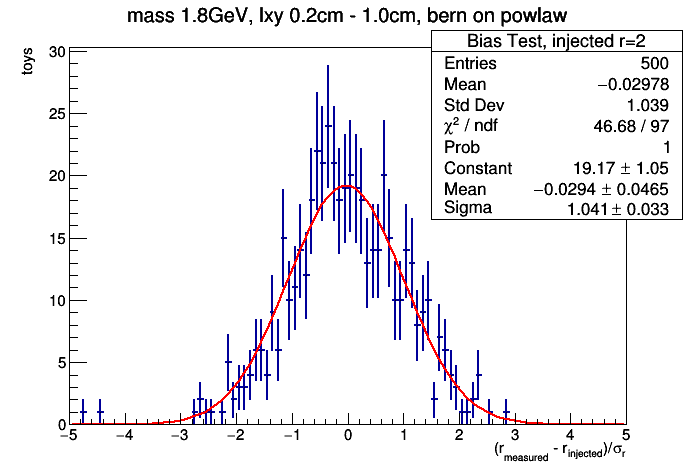 mass 1.8GeV, lxy 0.2cm - 1.0cm, bern on powlaw
Bias Test, injected r=2
Entries 500
Mean −0.02978
Std Dev 1.039
χ² / ndf 46.68 / 97
Prob 1
Constant 19.17 ± 1.05
Mean −0.0294 ± 0.0465
Sigma 1.041 ± 0.033
toys
30
25
20
15
10
5
0
−5 −4 −3 −2 −1 0 1 2 3 4 5
(r_measured - r_injected)/σ_r